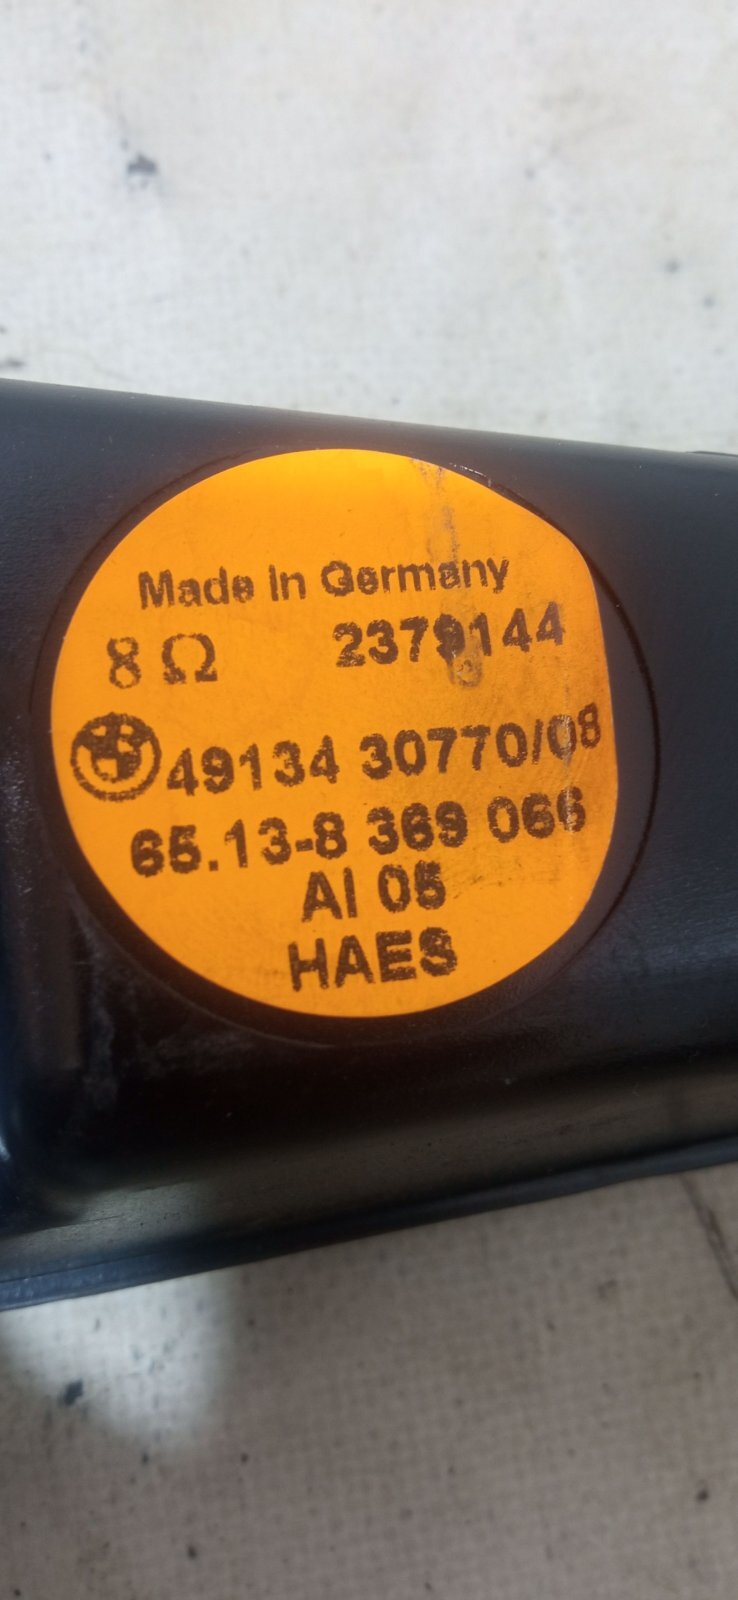 Made In Germany
8 Ω 2379144
49134 30770/08
65.13-8 369 066
AI 05
HAES